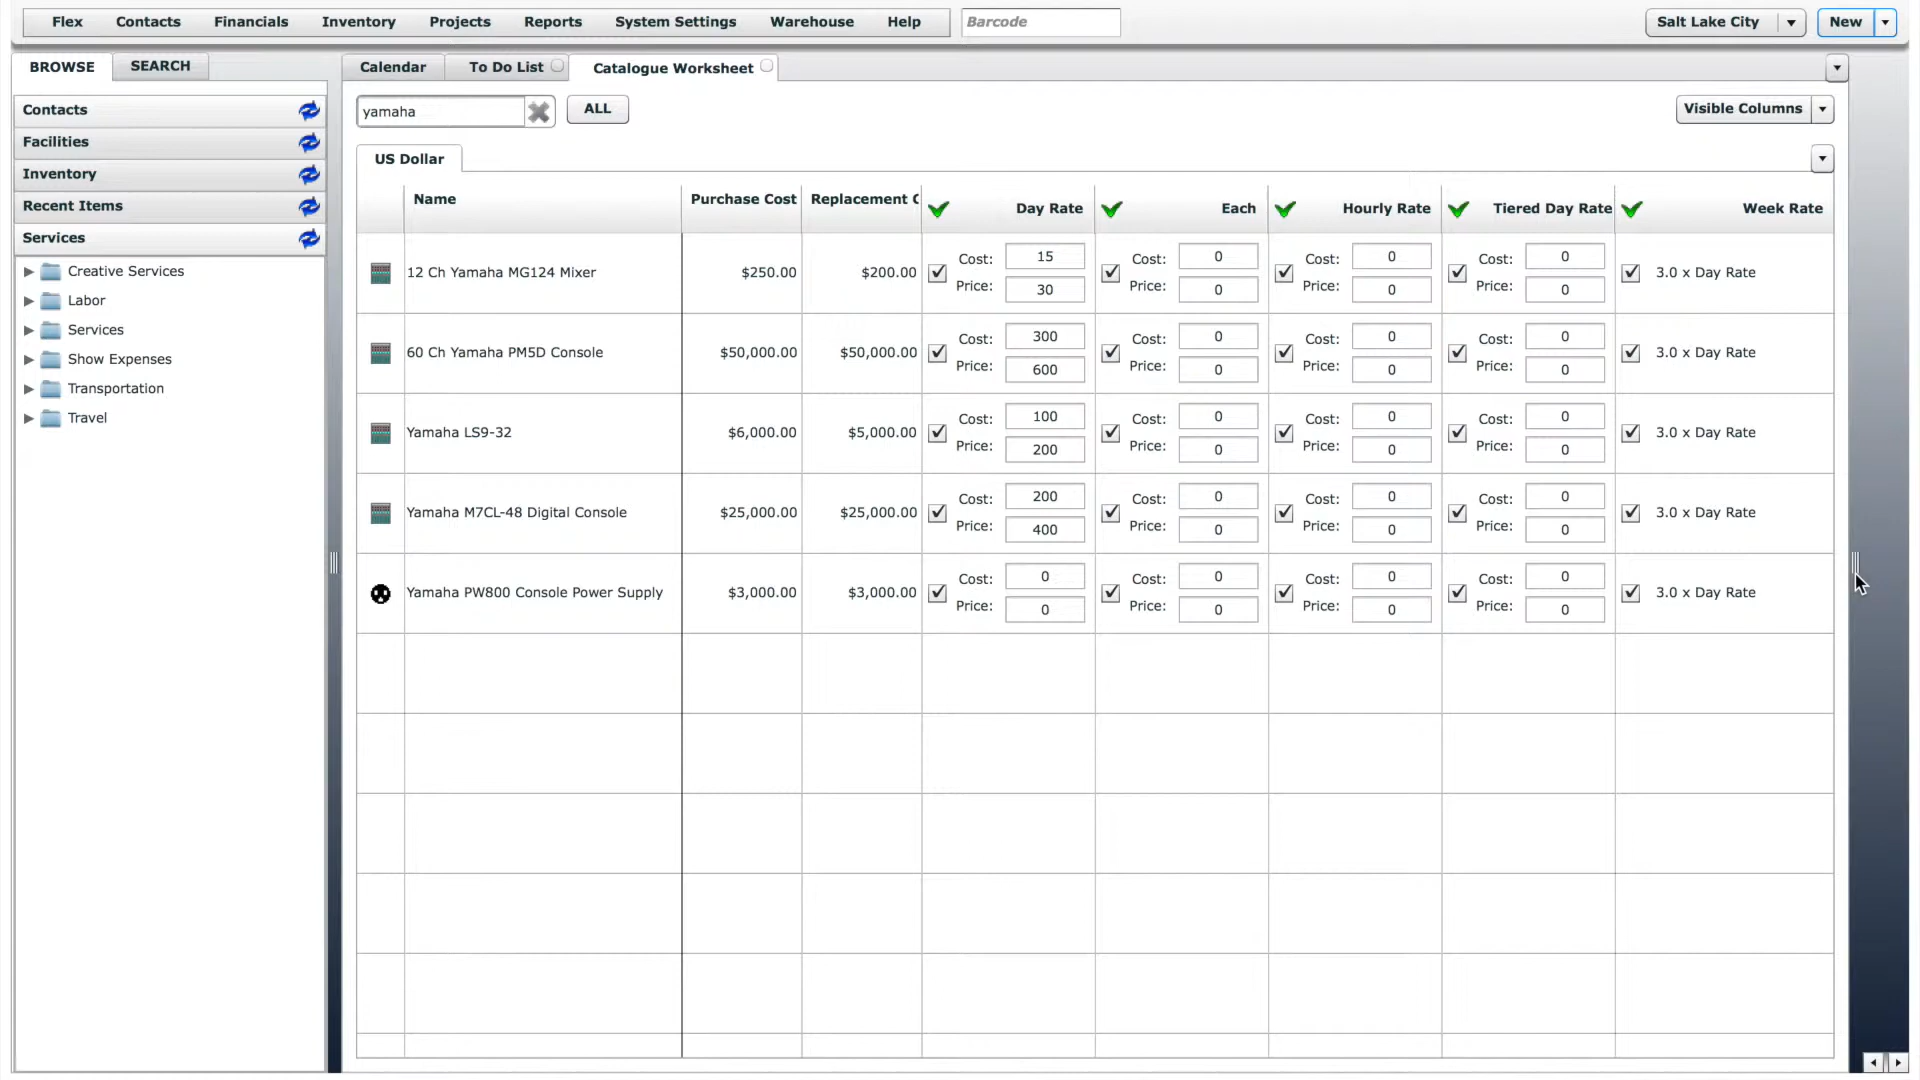 Flex Contacts Financials Inventory Projects Reports System Settings Warehouse Help Barcode Salt Lake City New
BROWSE SEARCH
Calendar To Do List Catalogue Worksheet
Contacts
Facilities
Inventory
Recent Items
Services
Creative Services
Labor
Services
Show Expenses
Transportation
Travel
yamaha ALL Visible Columns
US Dollar
Name Purchase Cost Replacement C Day Rate Each Hourly Rate Tiered Day Rate Week Rate
12 Ch Yamaha MG124 Mixer $250.00 $200.00 Cost: 15 Cost: 0 Cost: 0 Cost: 0 3.0 x Day Rate
Price: 30 Price: 0 Price: 0 Price: 0
60 Ch Yamaha PM5D Console $50,000.00 $50,000.00 Cost: 300 Cost: 0 Cost: 0 Cost: 0 3.0 x Day Rate
Price: 600 Price: 0 Price: 0 Price: 0
Yamaha LS9-32 $6,000.00 $5,000.00 Cost: 100 Cost: 0 Cost: 0 Cost: 0 3.0 x Day Rate
Price: 200 Price: 0 Price: 0 Price: 0
Yamaha M7CL-48 Digital Console $25,000.00 $25,000.00 Cost: 200 Cost: 0 Cost: 0 Cost: 0 3.0 x Day Rate
Price: 400 Price: 0 Price: 0 Price: 0
Yamaha PW800 Console Power Supply $3,000.00 $3,000.00 Cost: 0 Cost: 0 Cost: 0 Cost: 0 3.0 x Day Rate
Price: 0 Price: 0 Price: 0 Price: 0